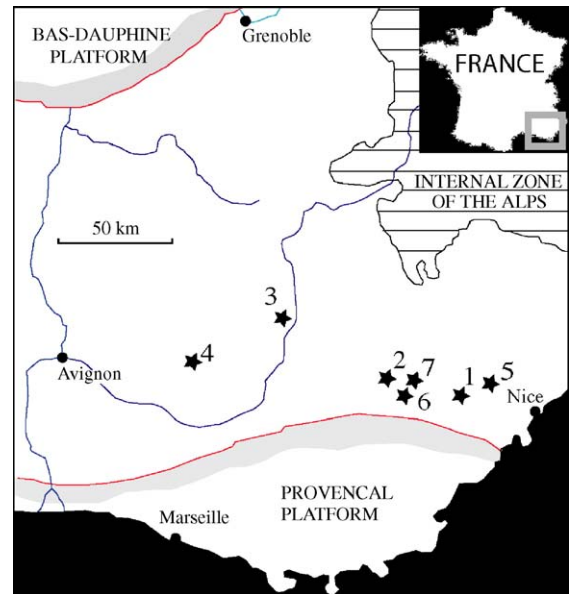 BAS-DAUPHINE
PLATFORM
Grenoble
FRANCE
INTERNAL ZONE
OF THE ALPS
50 km
3
4
2
7
1
5
6
Avignon
Nice
PROVENCAL
PLATFORM
Marseille